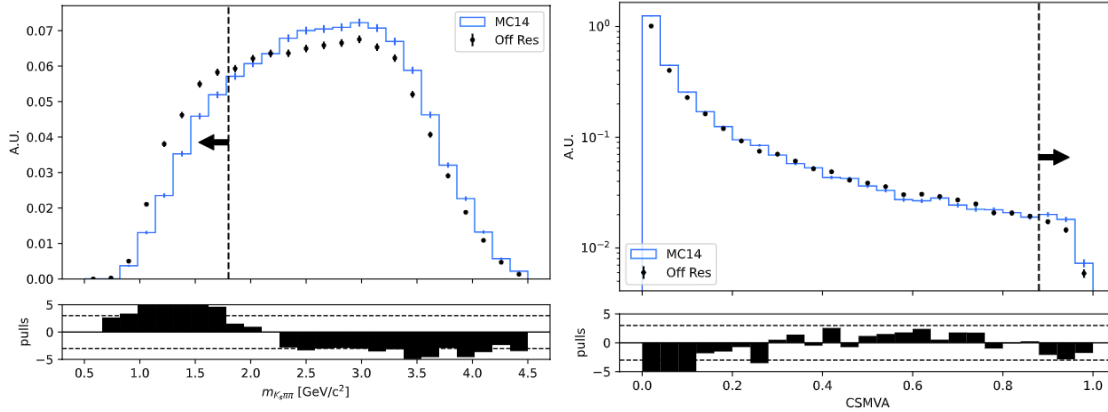 MC14
Off Res
A.U.
0.07
0.06
0.05
0.04
0.03
0.02
0.01
0.00
pulls
5
0
−5
0.5 1.0 1.5 2.0 2.5 3.0 3.5 4.0 4.5
m_{K_sππ} [GeV/c²]
A.U.
10⁰
10⁻¹
10⁻²
MC14
Off Res
pulls
5
0
−5
0.0 0.2 0.4 0.6 0.8 1.0
CSMVA